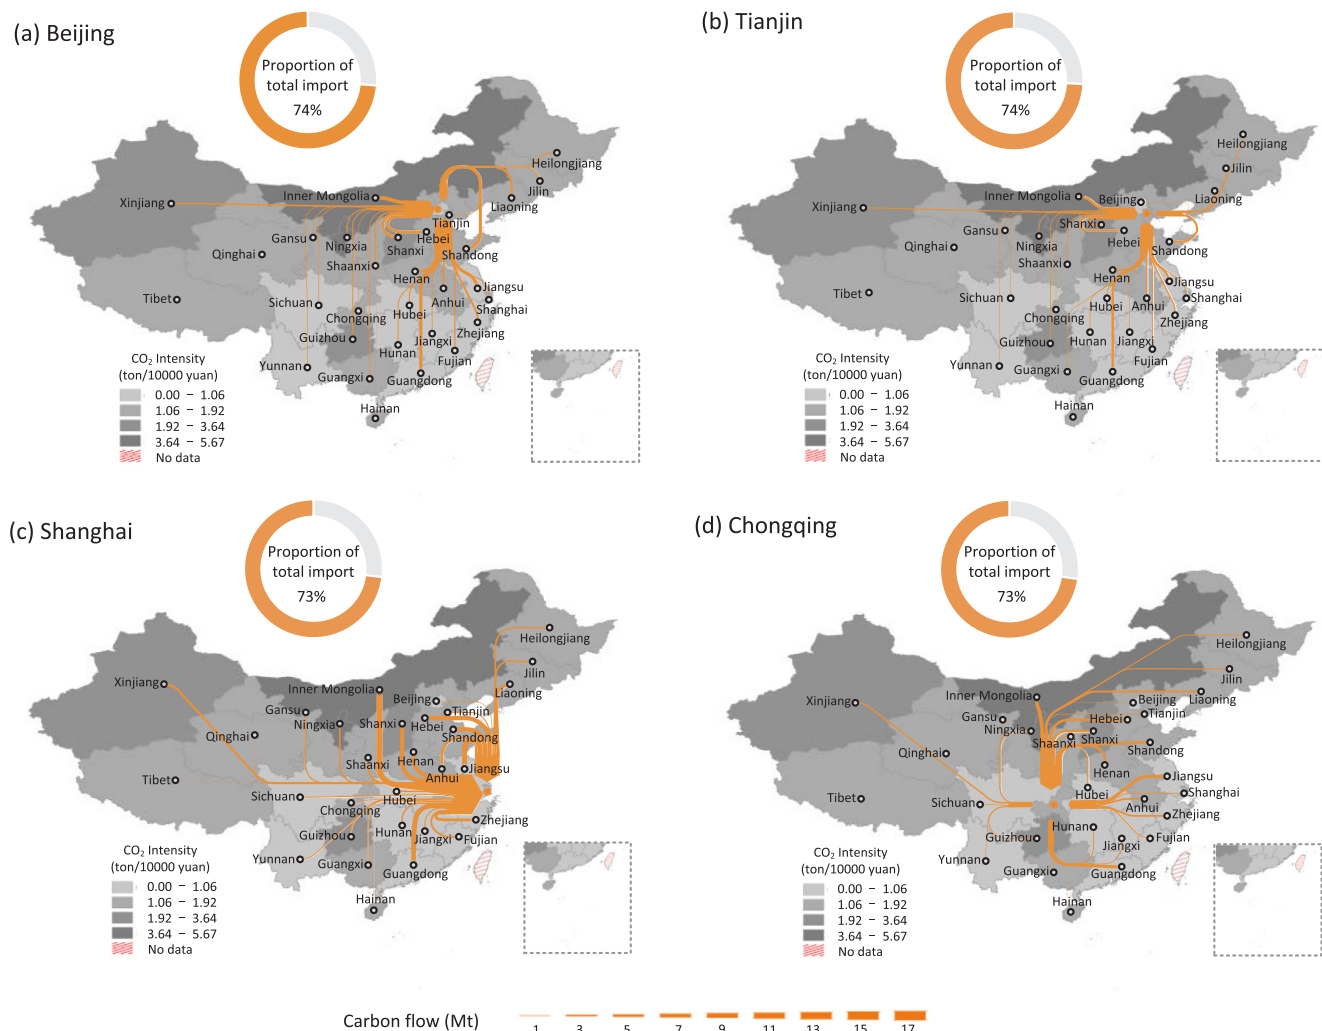 (a) Beijing
Proportion of
total import
74%
Heilongjiang
Jilin
Liaoning
Inner Mongolia
Xinjiang
Tianjin
Gansu
Ningxia
Shanxi
Hebei
Shandong
Qinghai
Shaanxi
Henan
Jiangsu
Tibet
Sichuan
Chongqing
Hubei
Anhui
Shanghai
Zhejiang
Guizhou
Hunan
Jiangxi
Fujian
Yunnan
Guangxi
Guangdong
Hainan
CO2 Intensity
(ton/10000 yuan)
0.00 – 1.06
1.06 – 1.92
1.92 – 3.64
3.64 – 5.67
No data
(b) Tianjin
Proportion of
total import
74%
Heilongjiang
Jilin
Liaoning
Inner Mongolia
Beijing
Xinjiang
Gansu
Ningxia
Shanxi
Hebei
Shandong
Qinghai
Shaanxi
Henan
Jiangsu
Tibet
Sichuan
Chongqing
Hubei
Anhui
Shanghai
Zhejiang
Guizhou
Hunan
Jiangxi
Fujian
Yunnan
Guangxi
Guangdong
Hainan
CO2 Intensity
(ton/10000 yuan)
0.00 – 1.06
1.06 – 1.92
1.92 – 3.64
3.64 – 5.67
No data
(c) Shanghai
Proportion of
total import
73%
Heilongjiang
Jilin
Liaoning
Xinjiang
Inner Mongolia
Beijing
Tianjin
Gansu
Ningxia
Shanxi
Hebei
Shandong
Qinghai
Shaanxi
Henan
Anhui
Jiangsu
Tibet
Sichuan
Chongqing
Hubei
Zhejiang
Guizhou
Hunan
Jiangxi
Fujian
Yunnan
Guangxi
Guangdong
Hainan
CO2 Intensity
(ton/10000 yuan)
0.00 – 1.06
1.06 – 1.92
1.92 – 3.64
3.64 – 5.67
No data
(d) Chongqing
Proportion of
total import
73%
Heilongjiang
Jilin
Liaoning
Xinjiang
Inner Mongolia
Beijing
Tianjin
Gansu
Ningxia
Hebei
Shaanxi
Shanxi
Shandong
Qinghai
Henan
Jiangsu
Tibet
Sichuan
Hubei
Anhui
Shanghai
Zhejiang
Guizhou
Hunan
Jiangxi
Fujian
Yunnan
Guangxi
Guangdong
Hainan
CO2 Intensity
(ton/10000 yuan)
0.00 – 1.06
1.06 – 1.92
1.92 – 3.64
3.64 – 5.67
No data
Carbon flow (Mt)
1 3 5 7 9 11 13 15 17